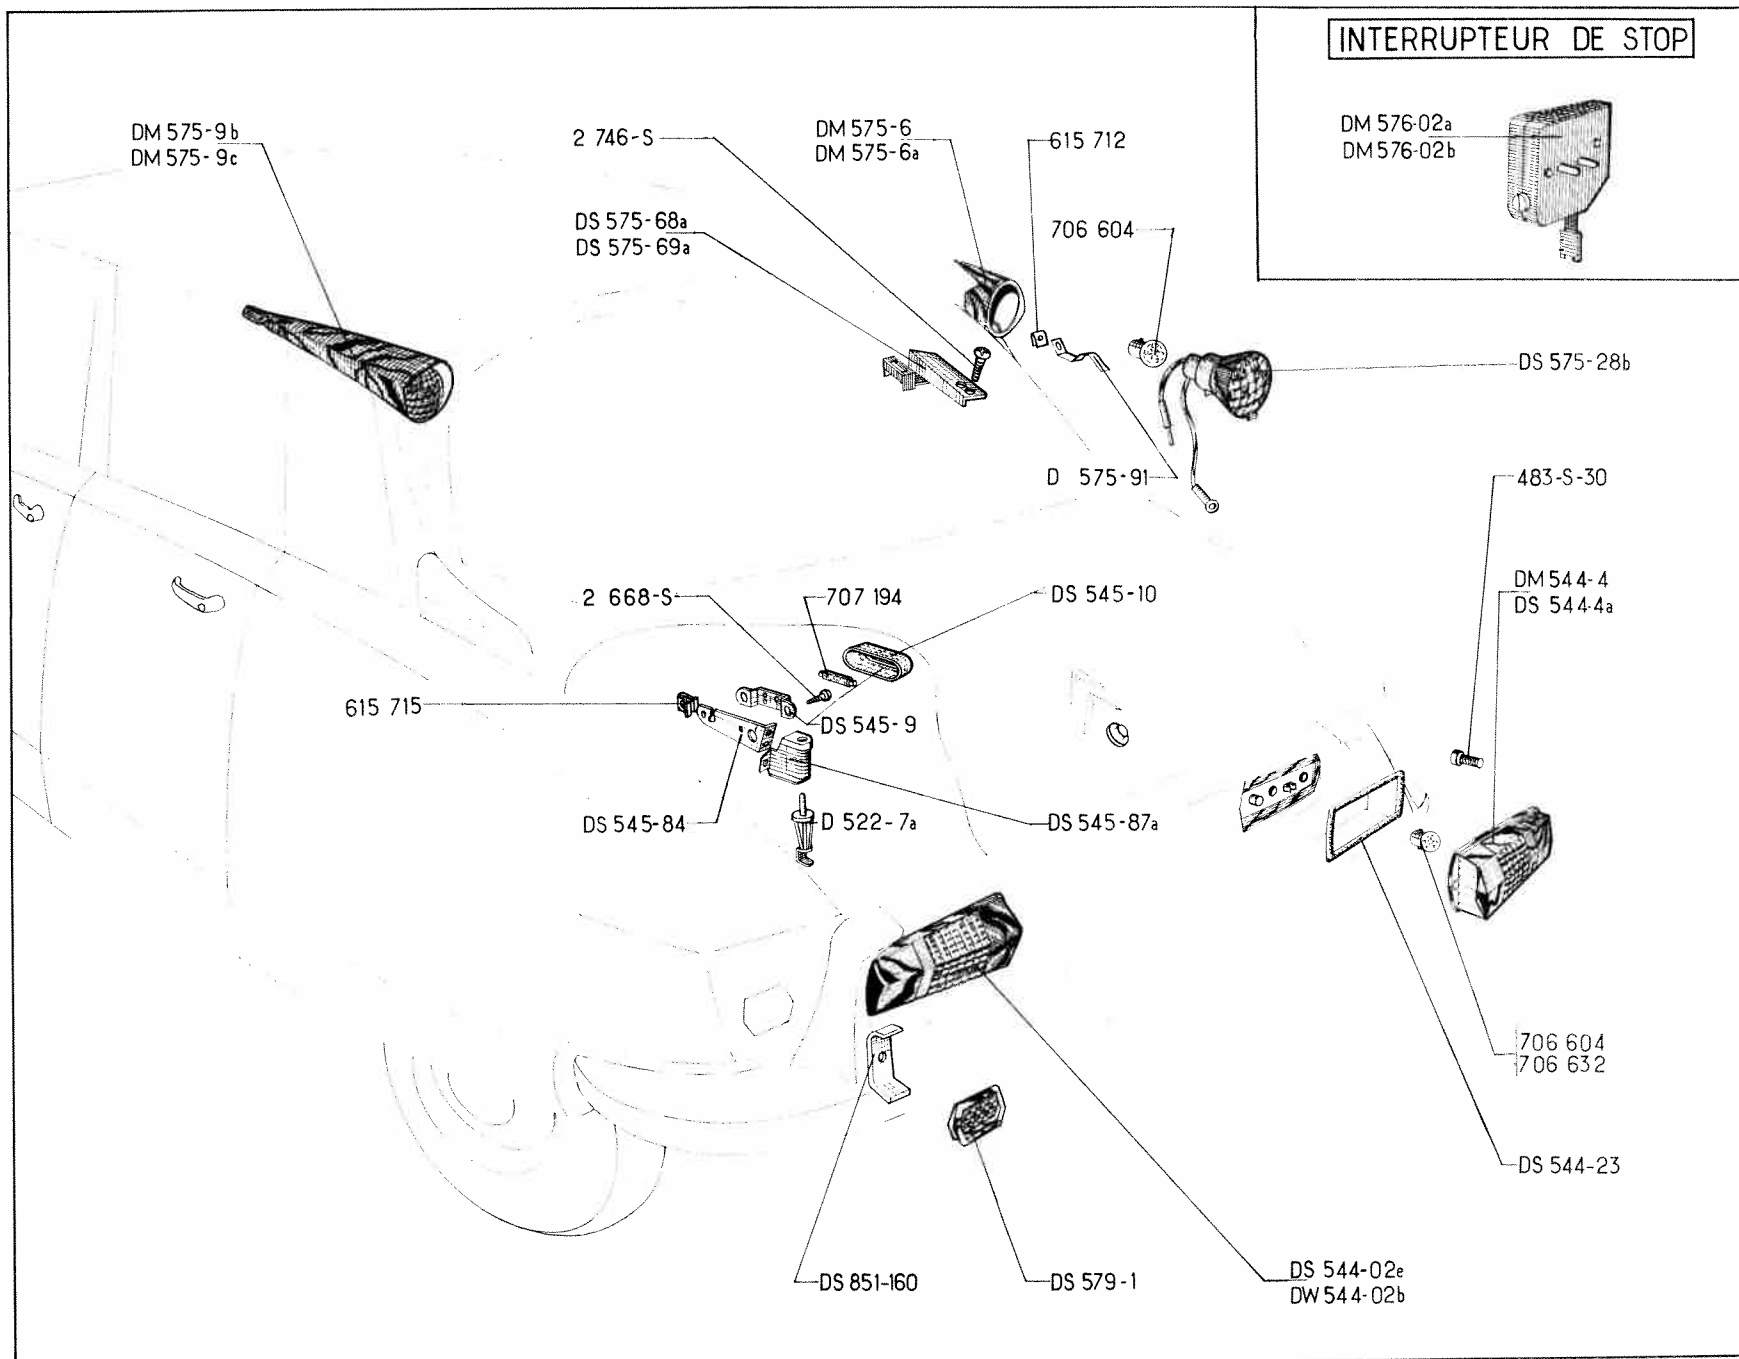 INTERRUPTEUR DE STOP
DM 576-02a
DM 576-02b
DM 575-9b
DM 575-9c
2 746-S
DM 575-6
DM 575-6a
615 712
DS 575-68a
DS 575-69a
706 604
DS 575-28b
D 575-91
483-S-30
DM 544-4
DS 544-4a
2 668-S
707 194
DS 545-10
615 715
DS 545-9
DS 545-84
D 522-7a
DS 545-87a
706 604
706 632
DS 544-23
DS 851-160
DS 579-1
DS 544-02e
DW 544-02b